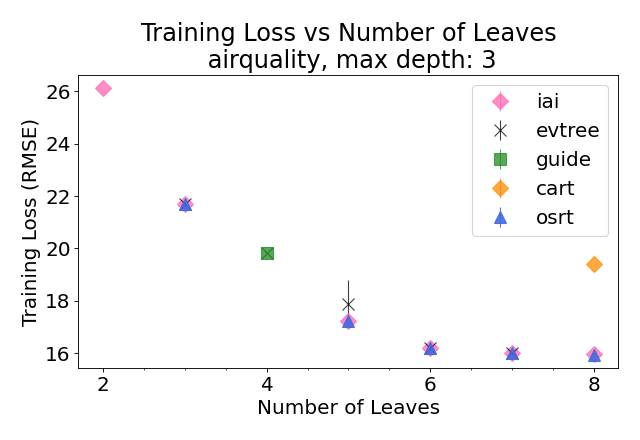 Training Loss vs Number of Leaves
airquality, max depth: 3
Training Loss (RMSE)
26
24
22
20
18
16
iai
evtree
guide
cart
osrt
2 4 6 8
Number of Leaves